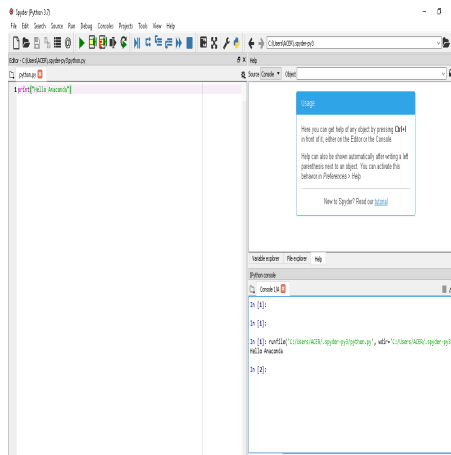 Spyder (Python 3.7)
File Edit Search Source Run Debug Consoles Projects Tools View Help
C:\Users\ACER\.spyder-py3
Editor - C:\Users\ACER\.spyder-py3\python.py
Help
python.py
Source Console Object
1 print("Hello Anaconda")
Usage
Here you can get help of any object by pressing Ctrl+I
in front of it, either on the Editor or the Console.
Help can also be shown automatically after writing a left
parenthesis next to an object. You can activate this
behavior in Preferences > Help.
New to Spyder? Read our tutorial
Variable explorer File explorer Help
IPython console
Console 1/A
In [1]:
In [1]:
In [1]: runfile('C:/Users/ACER/.spyder-py3/python.py', wdir='C:/Users/ACER/.spyder-py3
Hello Anaconda
In [2]: